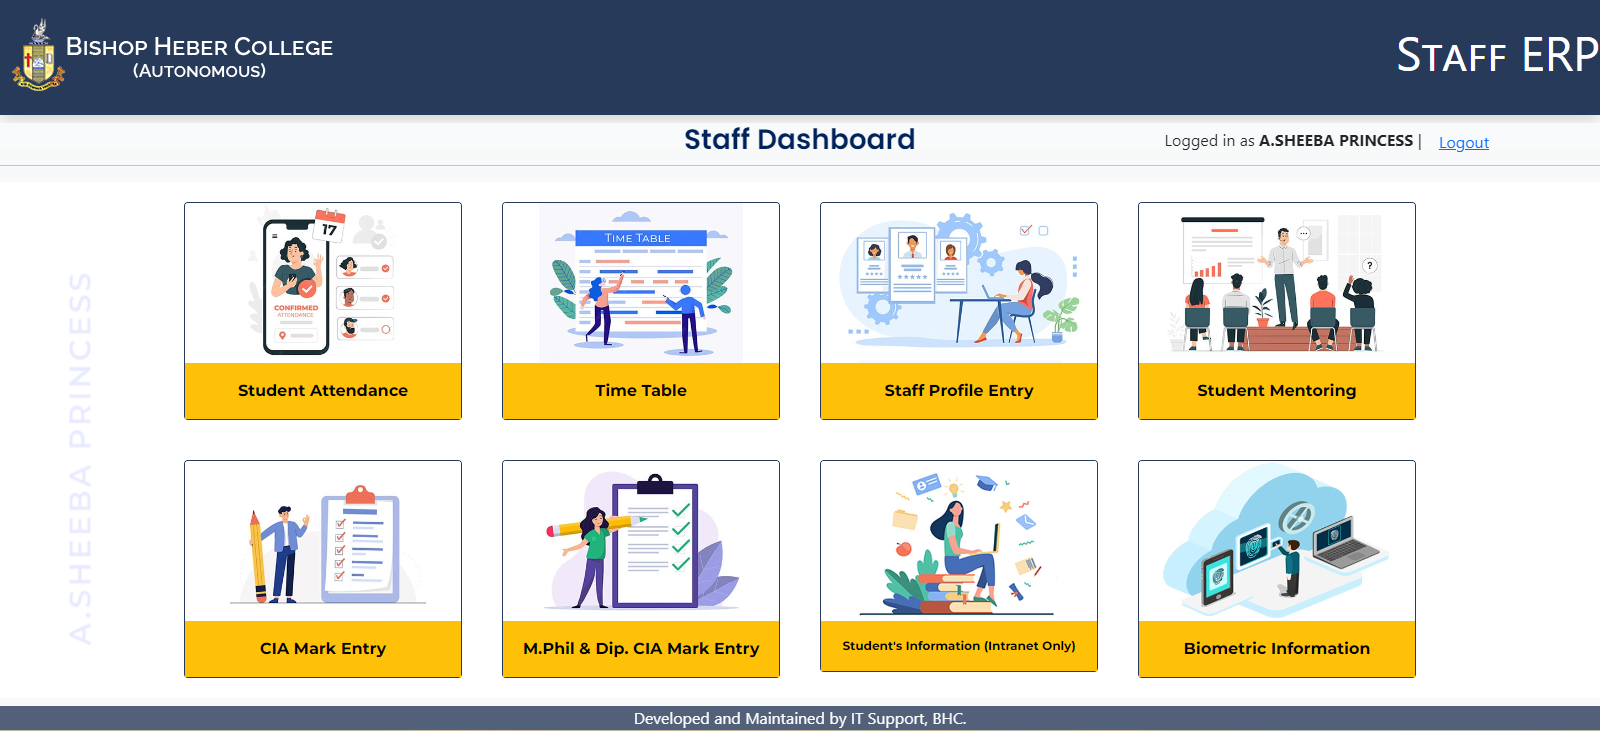 BISHOP HEBER COLLEGE
(AUTONOMOUS)
STAFF ERP
Staff Dashboard
Logged in as A.SHEEBA PRINCESS | Logout
A.SHEEBA PRINCESS
17
CONFIRMED
ATTENDANCE
Student Attendance
TIME TABLE
Time Table
Staff Profile Entry
?
Student Mentoring
CIA Mark Entry
M.Phil & Dip. CIA Mark Entry
Student's Information (Intranet Only)
Biometric Information
Developed and Maintained by IT Support, BHC.